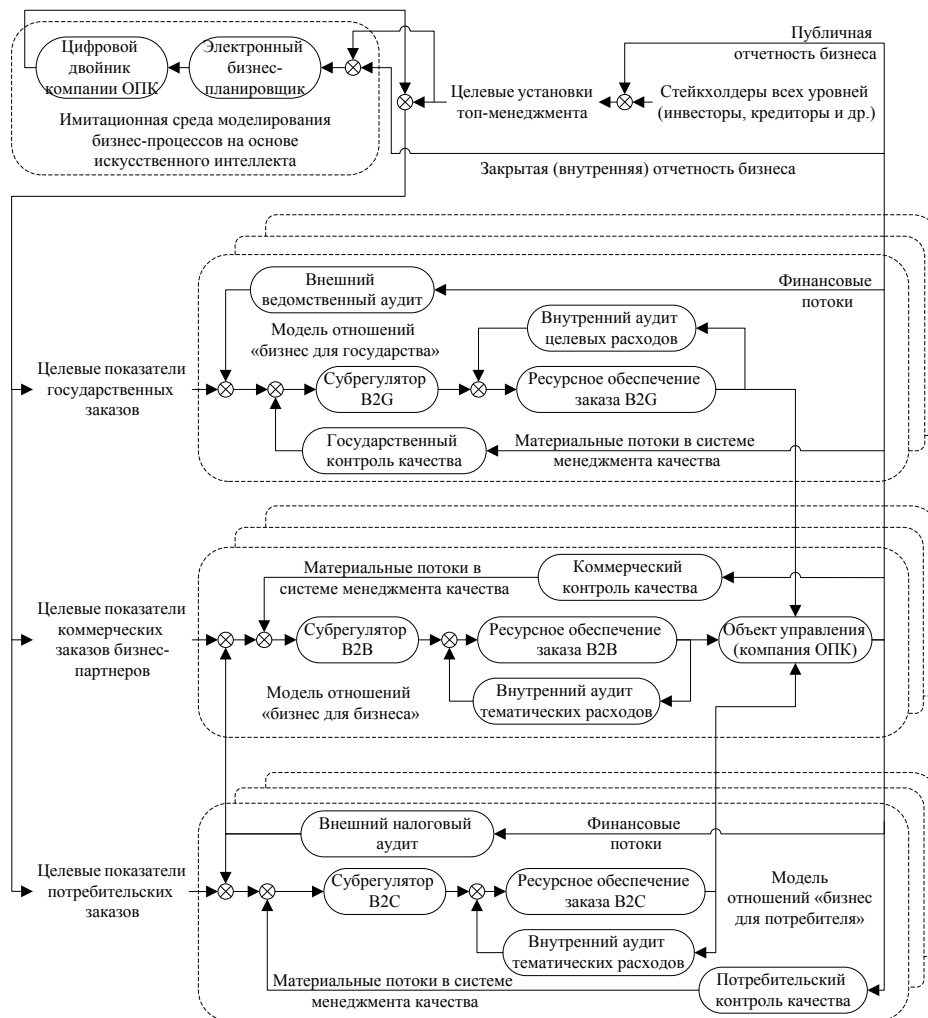 Цифровой
двойник
компании ОПК
Электронный
бизнес-
планировщик
Имитационная среда моделирования
бизнес-процессов на основе
искусственного интеллекта
Целевые установки
топ-менеджмента
Публичная
отчетность бизнеса
Стейкхолдеры всех уровней
(инвесторы, кредиторы и др.)
Закрытая (внутренняя) отчетность бизнеса
Внешний
ведомственный аудит
Финансовые
потоки
Модель отношений
«бизнес для государства»
Внутренний аудит
целевых расходов
Целевые показатели
государственных
заказов
Субрегулятор
B2G
Ресурсное обеспечение
заказа B2G
Государственный
контроль качества
Материальные потоки в системе
менеджмента качества
Материальные потоки в
системе менеджмента качества
Коммерческий
контроль качества
Целевые показатели
коммерческих
заказов бизнес-
партнеров
Субрегулятор
B2B
Ресурсное обеспечение
заказа B2B
Объект управления
(компания ОПК)
Модель отношений
«бизнес для бизнеса»
Внутренний аудит
тематических расходов
Внешний налоговый
аудит
Финансовые
потоки
Целевые показатели
потребительских
заказов
Субрегулятор
B2C
Ресурсное обеспечение
заказа B2C
Модель
отношений «бизнес
для потребителя»
Внутренний аудит
тематических расходов
Материальные потоки в системе
менеджмента качества
Потребительский
контроль качества